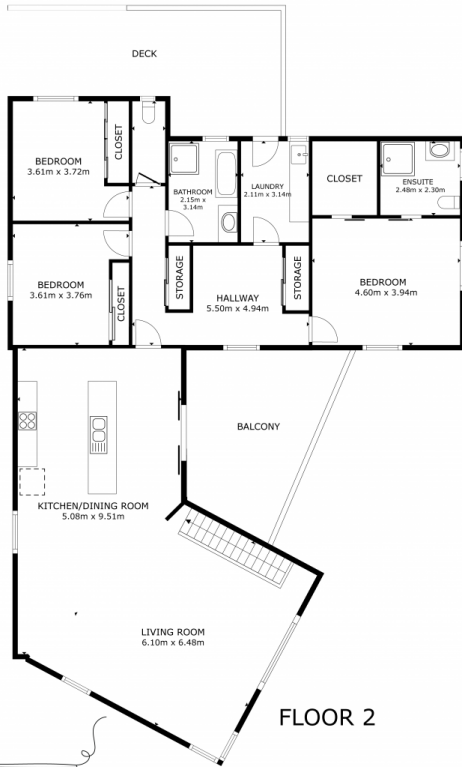 DECK
BEDROOM
3.61m x 3.72m
CLOSET
BATHROOM
2.15m x
3.14m
LAUNDRY
2.11m x 3.14m
CLOSET
ENSUITE
2.48m x 2.30m
BEDROOM
3.61m x 3.76m
CLOSET
STORAGE
HALLWAY
5.50m x 4.94m
STORAGE
BEDROOM
4.60m x 3.94m
BALCONY
KITCHEN/DINING ROOM
5.08m x 9.51m
LIVING ROOM
6.10m x 6.48m
FLOOR 2